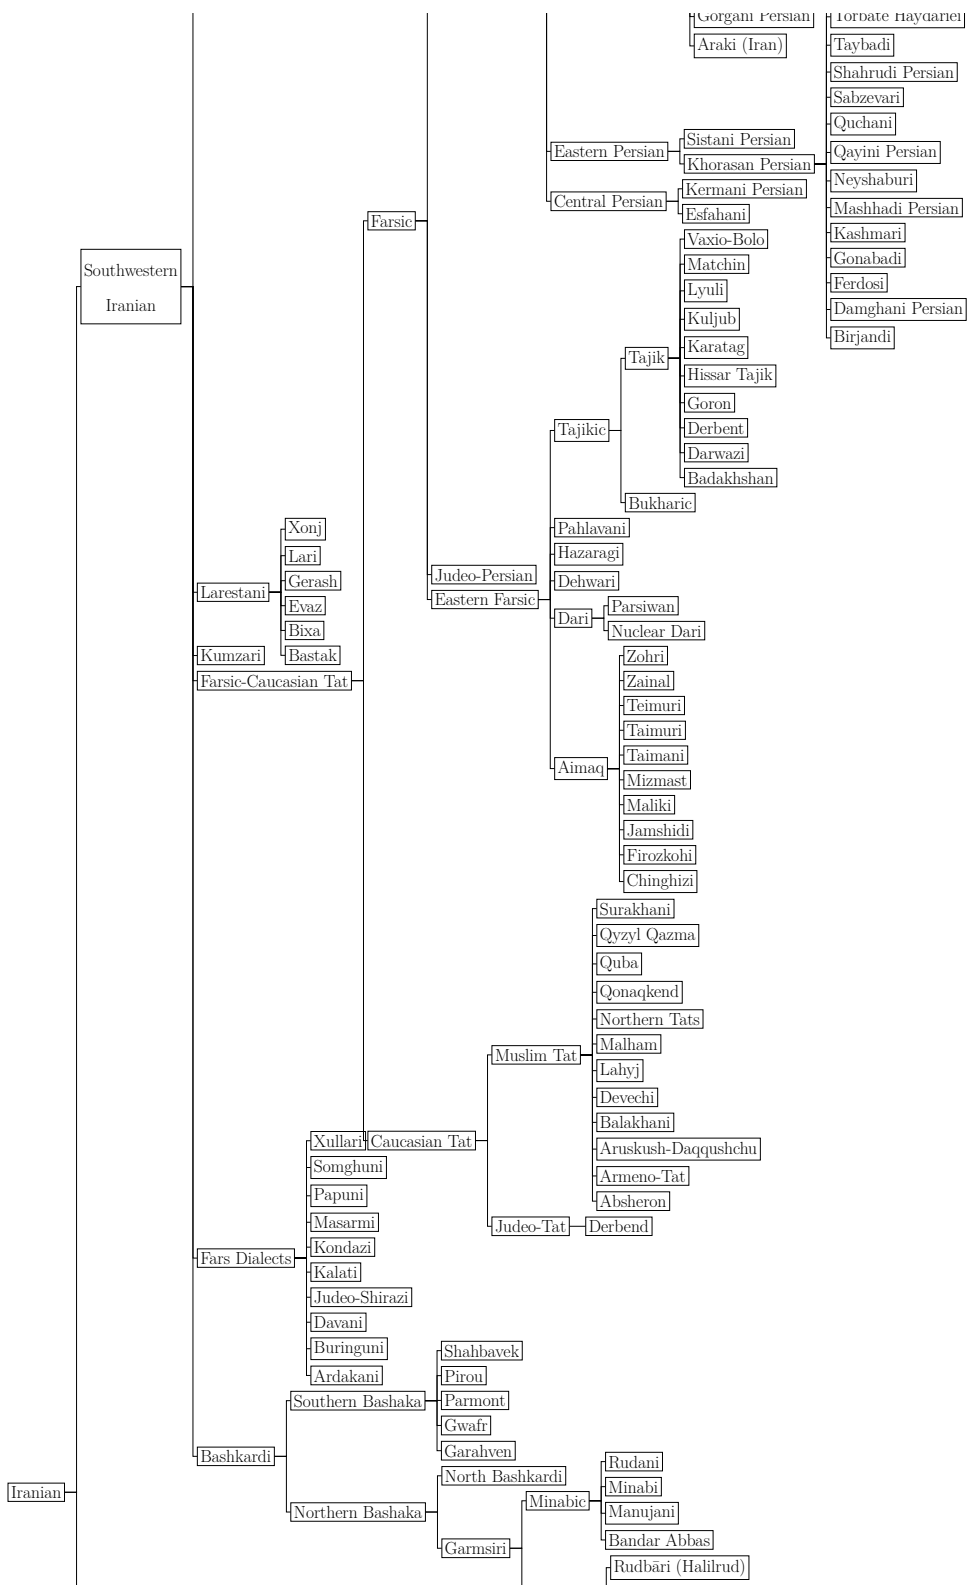 Gorgani Persian
Torbate Haydariei
Araki (Iran)
Taybadi
Shahrudi Persian
Sabzevari
Quchani
Sistani Persian
Eastern Persian
Qayini Persian
Khorasan Persian
Neyshaburi
Kermani Persian
Central Persian
Mashhadi Persian
Esfahani
Farsic
Kashmari
Vaxio-Bolo
Gonabadi
Matchin
Southwestern
Iranian
Ferdosi
Lyuli
Damghani Persian
Kuljub
Birjandi
Karatag
Tajik
Hissar Tajik
Goron
Tajikic
Derbent
Darwazi
Badakhshan
Bukharic
Xonj
Pahlavani
Lari
Hazaragi
Judeo-Persian
Gerash
Dehwari
Larestani
Eastern Farsic
Evaz
Parsiwan
Dari
Bixa
Nuclear Dari
Kumzari
Bastak
Zohri
Farsic-Caucasian Tat
Zainal
Teimuri
Taimuri
Taimani
Aimaq
Mizmast
Maliki
Jamshidi
Firozkohi
Chinghizi
Surakhani
Qyzyl Qazma
Quba
Qonaqkend
Northern Tats
Malham
Muslim Tat
Lahyj
Devechi
Balakhani
Xullari
Caucasian Tat
Aruskush-Daqqushchu
Somghuni
Armeno-Tat
Papuni
Absheron
Masarmi
Judeo-Tat
Derbend
Kondazi
Fars Dialects
Kalati
Judeo-Shirazi
Davani
Buringuni
Shahbavek
Ardakani
Pirou
Southern Bashaka
Parmont
Gwafr
Garahven
Bashkardi
Rudani
North Bashkardi
Minabi
Iranian
Minabic
Northern Bashaka
Manujani
Bandar Abbas
Garmsiri
Rudbāri (Halilrud)